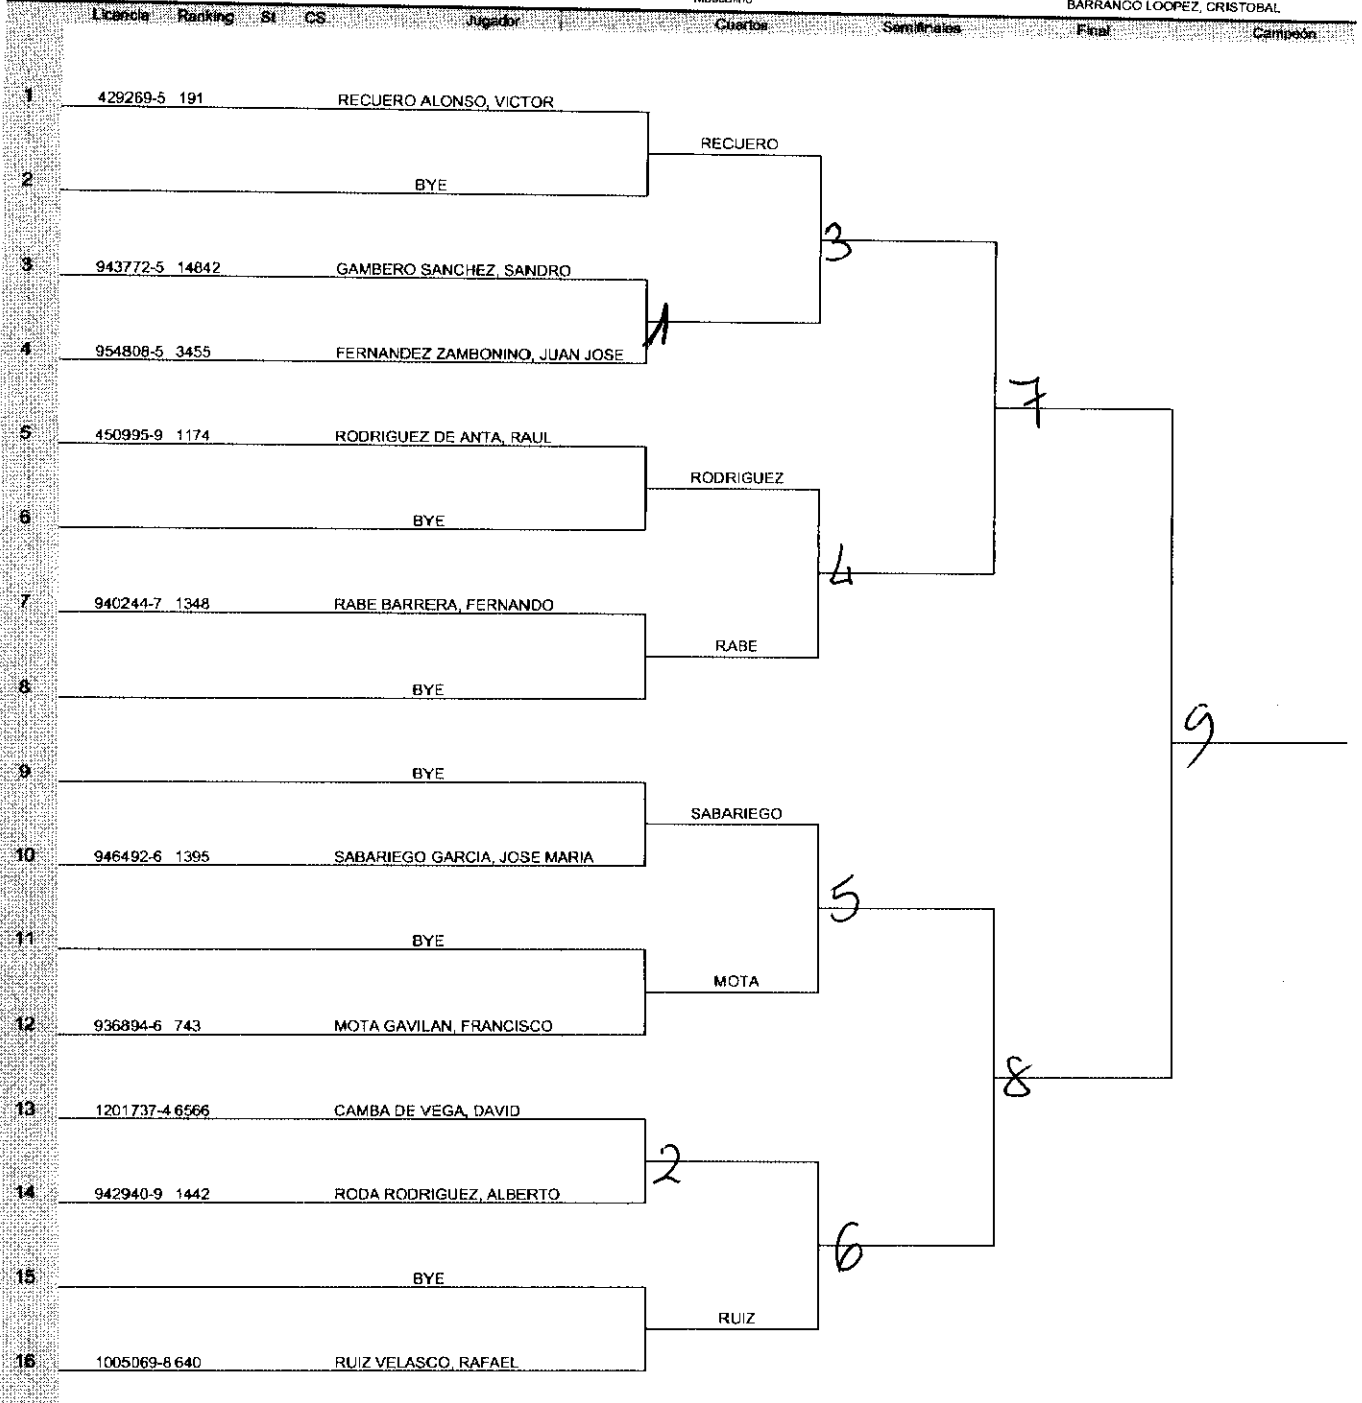 BARRANCO LOOPEZ, CRISTOBAL
Licencia Ranking St CS Jugador Cuartos Semifinales Final Campeón
1 429269-5 191 RECUERO ALONSO, VICTOR
RECUERO
2 BYE
3
3 943772-5 14842 GAMBERO SANCHEZ, SANDRO
1
4 954808-5 3455 FERNANDEZ ZAMBONINO, JUAN JOSE
7
5 450995-9 1174 RODRIGUEZ DE ANTA, RAUL
RODRIGUEZ
6 BYE
4
7 940244-7 1348 RABE BARRERA, FERNANDO
RABE
8 BYE
9
9 BYE
SABARIEGO
10 946492-6 1395 SABARIEGO GARCIA, JOSE MARIA
5
11 BYE
MOTA
12 936894-6 743 MOTA GAVILAN, FRANCISCO
8
13 1201737-4 6566 CAMBA DE VEGA, DAVID
2
14 942940-9 1442 RODA RODRIGUEZ, ALBERTO
6
15 BYE
RUIZ
16 1005069-8 640 RUIZ VELASCO, RAFAEL